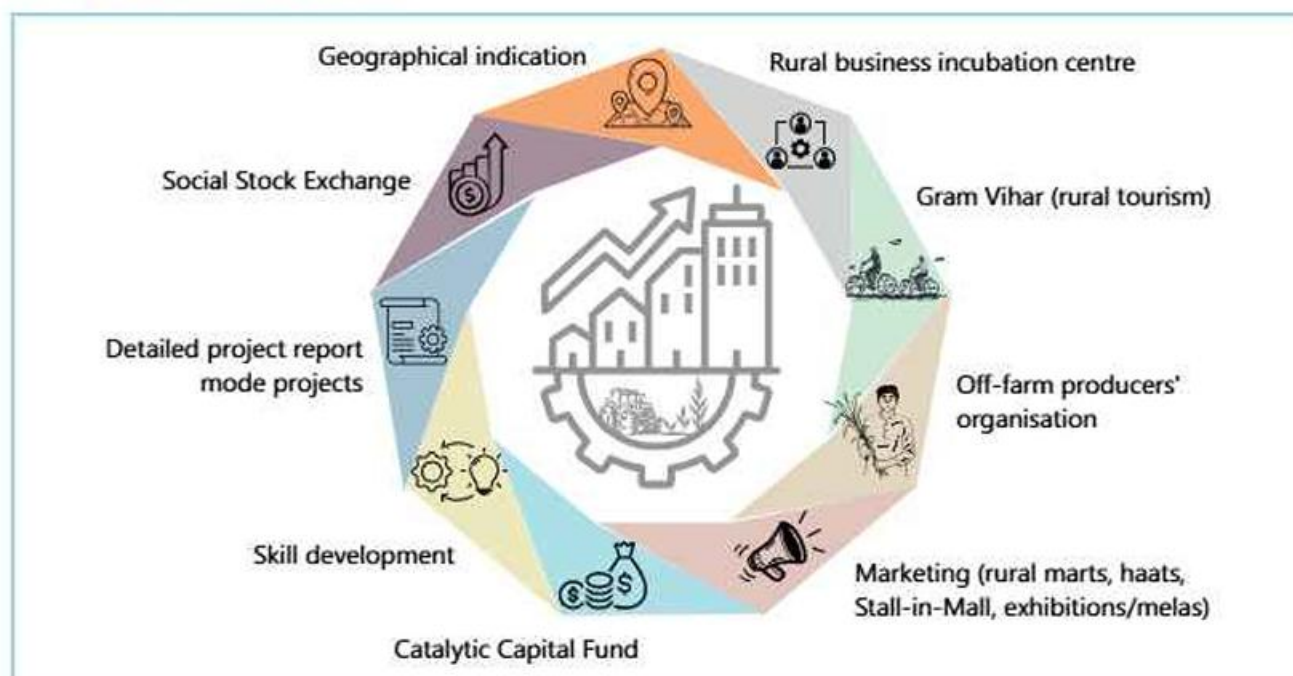 Geographical indication
Rural business incubation centre
Social Stock Exchange
Gram Vihar (rural tourism)
Detailed project report
mode projects
Off-farm producers'
organisation
Skill development
Marketing (rural marts, haats,
Stall-in-Mall, exhibitions/melas)
Catalytic Capital Fund